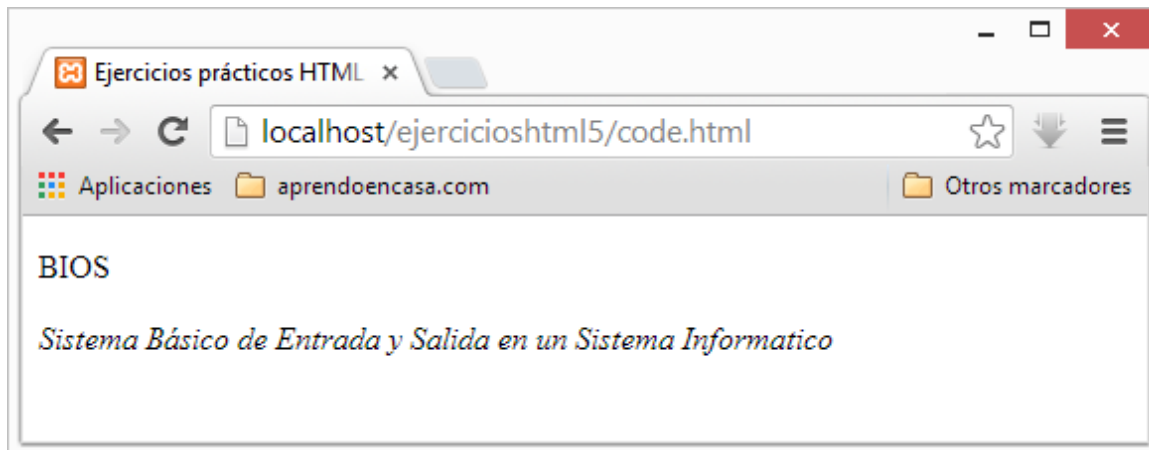 Ejercicios prácticos HTML
localhost/ejercicioshtml5/code.html
Aplicaciones aprendoencasa.com Otros marcadores
BIOS
Sistema Básico de Entrada y Salida en un Sistema Informatico